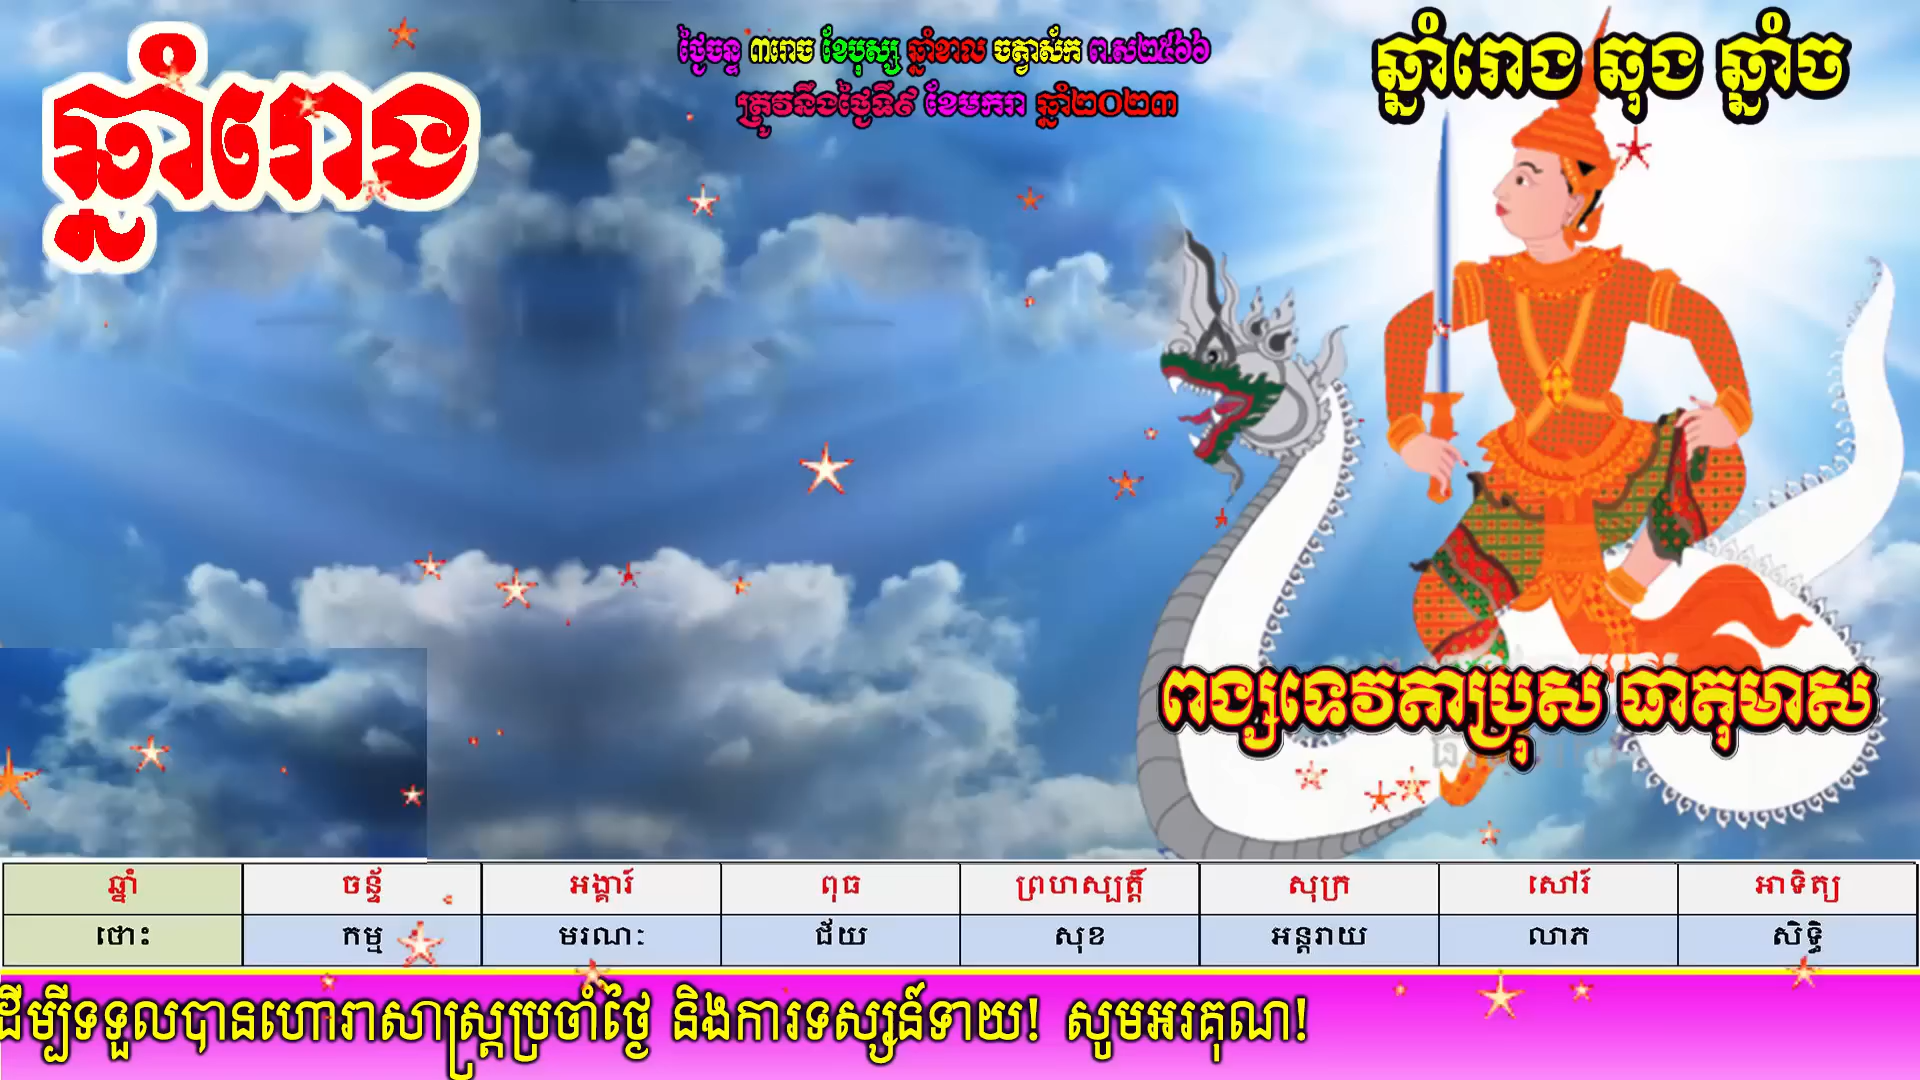 ថ្ងៃចន្ទ ៣រោច ខែបុស្ស ឆ្នាំខាល ចត្វាស័ក ព.ស២៥៦៦
ត្រូវនឹងថ្ងៃទី៩ ខែមករា ឆ្នាំ២០២៣
ឆ្នាំរោង
ឆ្នាំរោង ឆុង ឆ្នាំច
ពង្សទេវតាប្រុស ធាតុមាស
ឆ្នាំ ចន្ទ័ អង្គារ៍ ពុធ ព្រហស្បត្តិ៍ សុក្រ សៅរ៍ អាទិត្យ
ថោះ កម្ម មរណៈ ជ័យ សុខ អន្តរាយ លាភ សិទ្ធិ
ដើម្បីទទួលបានហោរាសាស្ត្រប្រចាំថ្ងៃ និងការទស្សន៍ទាយ! សូមអរគុណ!